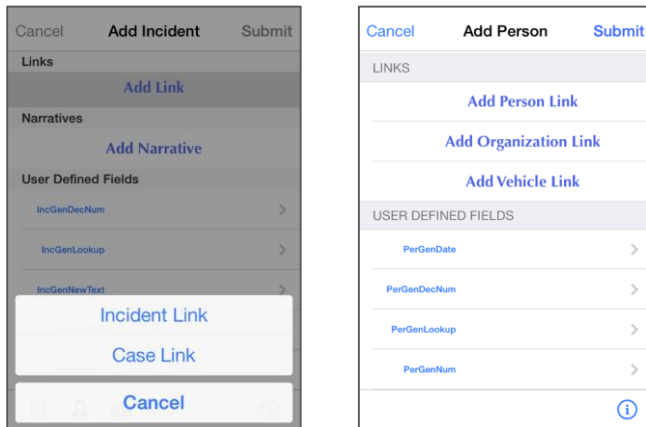 Cancel Add Incident Submit
Links
Add Link
Narratives
Add Narrative
User Defined Fields
IncGenDecNum
IncGenLookup
IncGenNewText
Incident Link
Case Link
Cancel
Cancel Add Person Submit
LINKS
Add Person Link
Add Organization Link
Add Vehicle Link
USER DEFINED FIELDS
PerGenDate
PerGenDecNum
PerGenLookup
PerGenNum